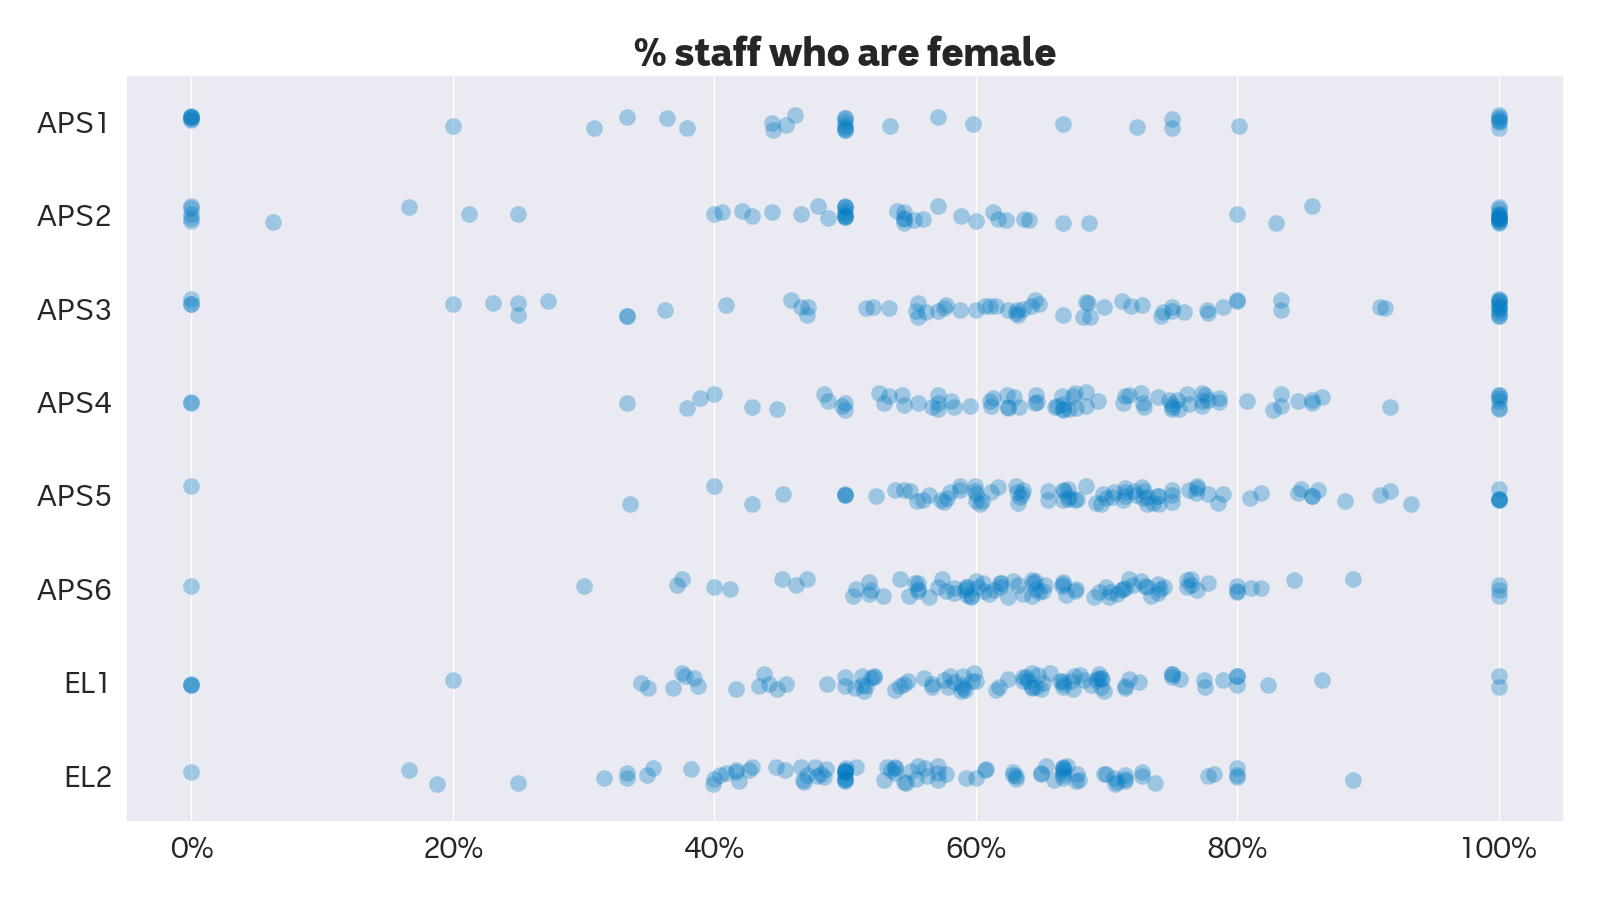 % staff who are female
APS1
APS2
APS3
APS4
APS5
APS6
EL1
EL2
0% 20% 40% 60% 80% 100%